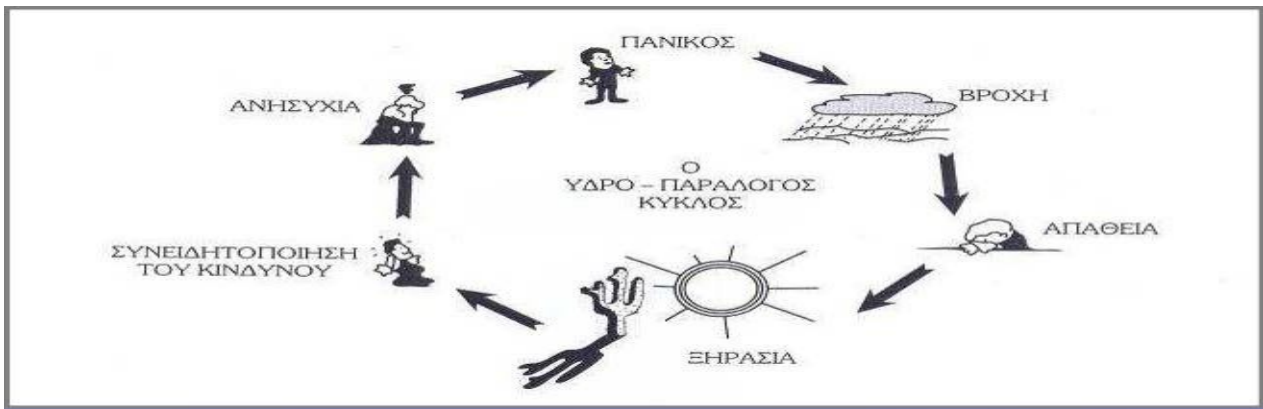 ΠΑΝΙΚΟΣ
ΒΡΟΧΗ
ΑΝΗΣΥΧΙΑ
Ο
ΥΔΡΟ – ΠΑΡΑΛΟΓΟΣ
ΚΥΚΛΟΣ
ΑΠΑΘΕΙΑ
ΣΥΝΕΙΔΗΤΟΠΟΙΗΣΗ
ΤΟΥ ΚΙΝΔΥΝΟΥ
ΞΗΡΑΣΙΑ